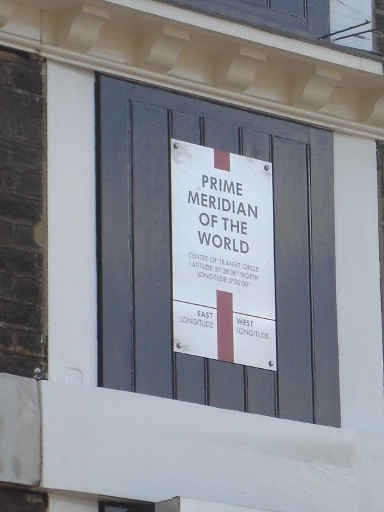 PRIME
MERIDIAN
OF THE
WORLD
CENTRE OF TRANSIT CIRCLE
LATITUDE 51°28'38" NORTH
LONGITUDE 0°00'00"
EAST
LONGITUDE
WEST
LONGITUDE